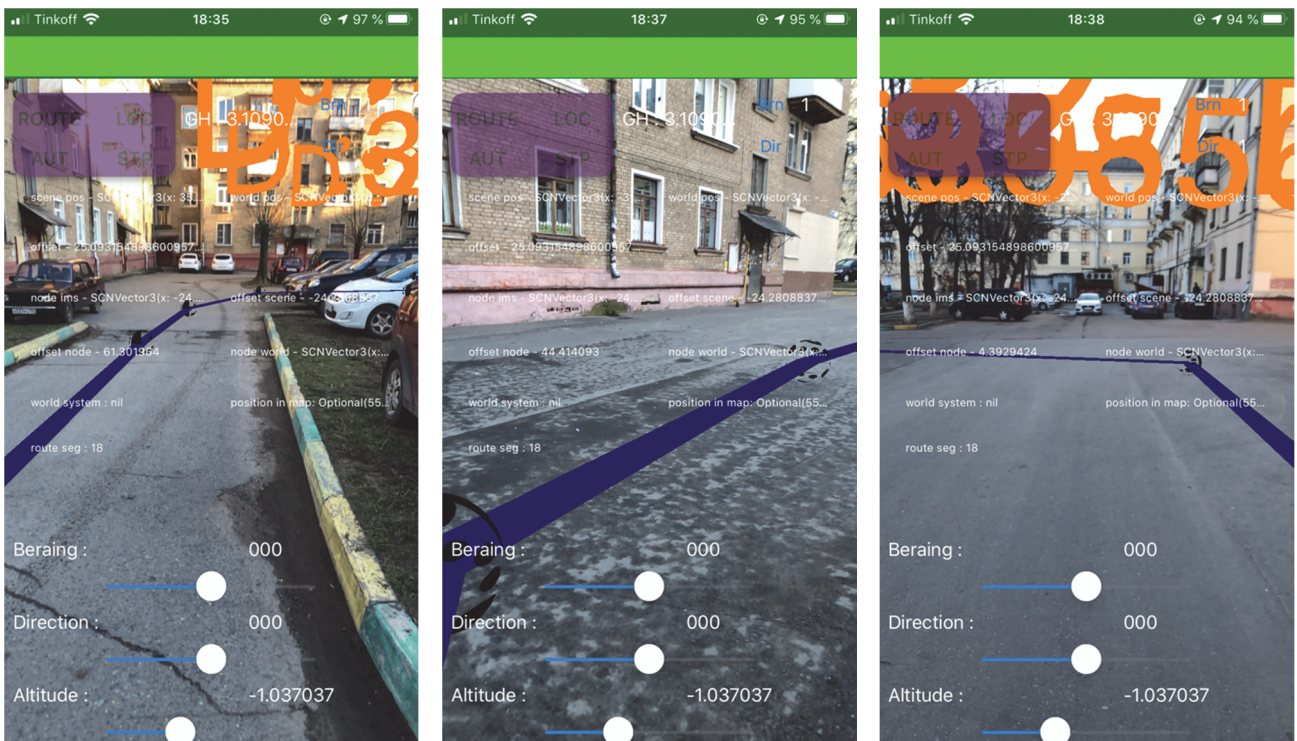 Tinkoff 18:35 97 %
ROUTE LOC GH : 3.1090... Brn 1
AUT STP Dir 1
scene pos - SCNVector3(x: 39,... world pos - SCNVector3(x:...
offset - 25.093154898600957...
node ims - SCNVector3(x: -24,... offset scene - -24.2808837...
offset node - 61.301964 node world - SCNVector3(x:...
world system : nil position in map: Optional(55...
route seg : 18
Beraing : 000
Direction : 000
Altitude : -1.037037
Tinkoff 18:37 95 %
ROUTE LOC GH : 3.1090... Brn 1
AUT STP Dir
scene pos - SCNVector3(x: -3... world pos - SCNVector3(x: -...
offset - 25.093154898600957...
node ims - SCNVector3(x: -24,... offset scene - -24.2808837...
offset node - 44.414093 node world - SCNVector3(x:...
world system : nil position in map: Optional(55...
route seg : 18
Beraing : 000
Direction : 000
Altitude : -1.037037
Tinkoff 18:38 94 %
ROUTE LOC GH : 3.1090 Brn 1
AUT STP Dir 1
scene pos - SCNVector3(x: -27... world pos - SCNVector3(x: -...
offset - 25.093154898600957...
node ims - SCNVector3(x: -24,... offset scene - -24.2808837...
offset node - 4.3929424 node world - SCNVector3(x:...
world system : nil position in map: Optional(55...
route seg : 18
Beraing : 000
Direction : 000
Altitude : -1.037037